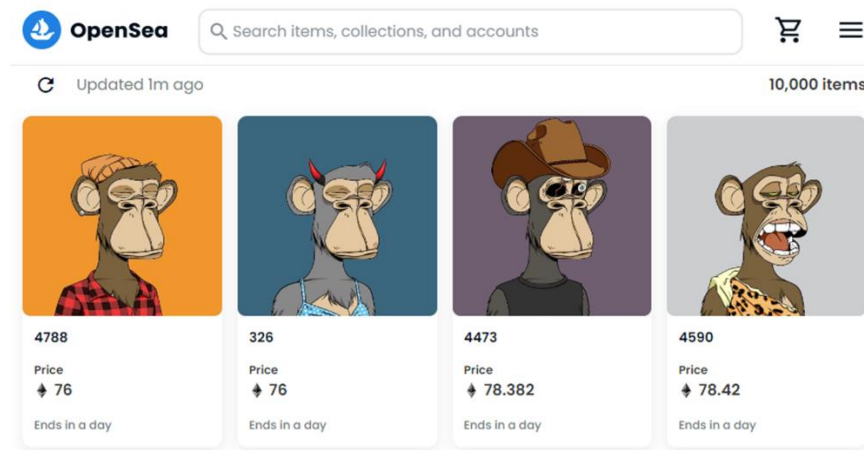 OpenSea
Search items, collections, and accounts
Updated 1m ago
10,000 items
4788
326
4473
4590
Price
Price
Price
Price
76
76
78.382
78.42
Ends in a day
Ends in a day
Ends in a day
Ends in a day